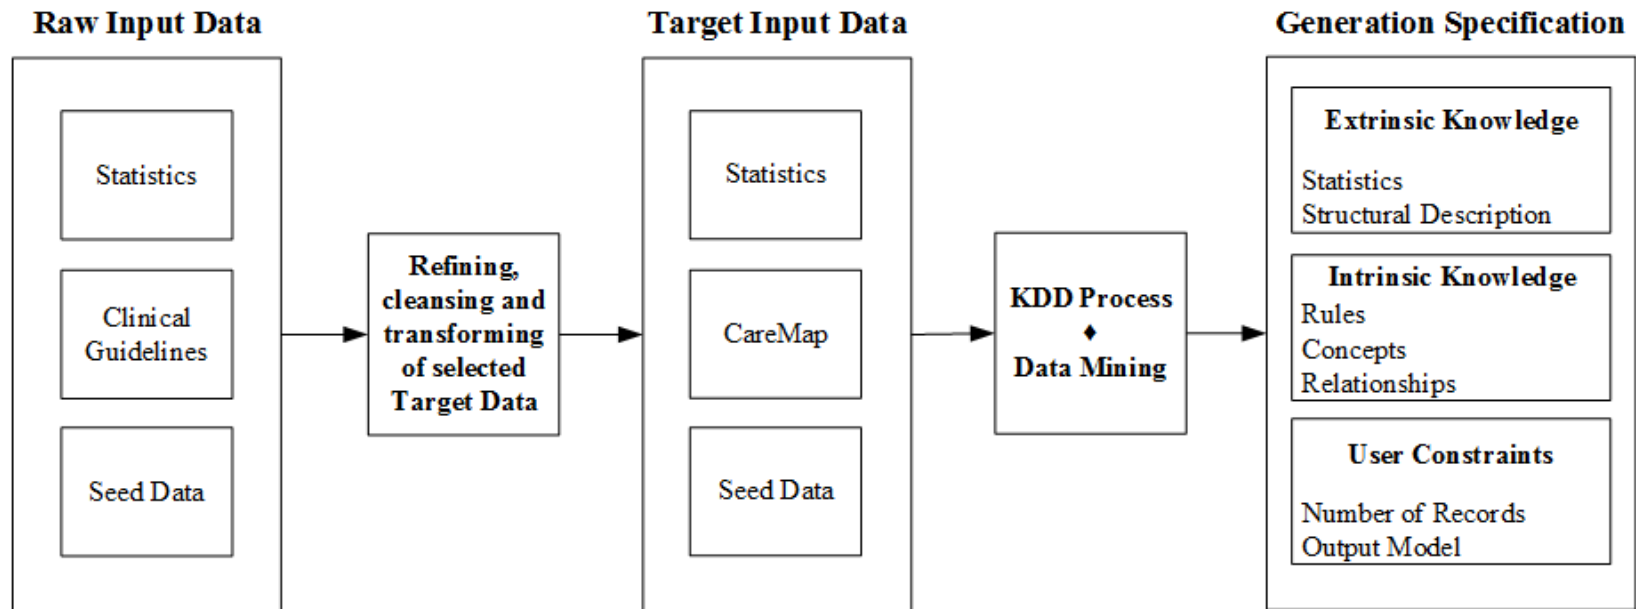 Raw Input Data
Statistics
Clinical
Guidelines
Seed Data
Refining,
cleansing and
transforming
of selected
Target Data
Target Input Data
Statistics
CareMap
Seed Data
KDD Process
♦
Data Mining
Generation Specification
Extrinsic Knowledge
Statistics
Structural Description
Intrinsic Knowledge
Rules
Concepts
Relationships
User Constraints
Number of Records
Output Model